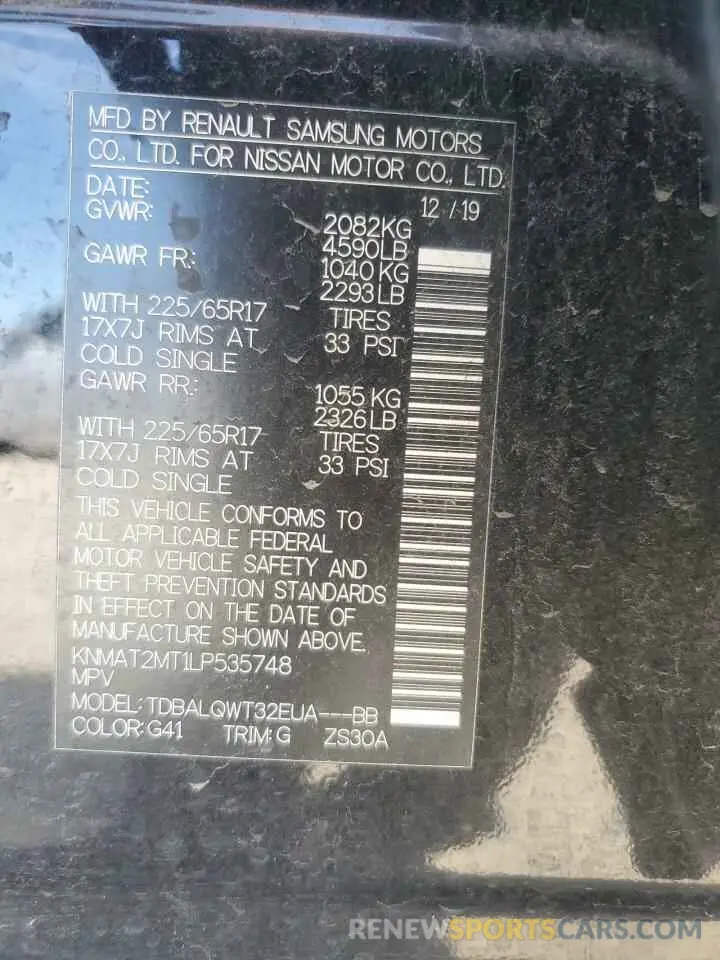 MFD BY RENAULT SAMSUNG MOTORS
CO., LTD. FOR NISSAN MOTOR CO., LTD.
DATE: 12 / 19
GVWR: 2082KG
4590LB
GAWR FR: 1040 KG
2293 LB
WITH 225/65R17 TIRES
17X7J RIMS AT 33 PSI
COLD SINGLE
GAWR RR: 1055 KG
2326 LB
WITH 225/65R17 TIRES
17X7J RIMS AT 33 PSI
COLD SINGLE
THIS VEHICLE CONFORMS TO
ALL APPLICABLE FEDERAL
MOTOR VEHICLE SAFETY AND
THEFT PREVENTION STANDARDS
IN EFFECT ON THE DATE OF
MANUFACTURE SHOWN ABOVE.
KNMAT2MT1LP535748
MPV
MODEL: TDBALQWT32EUA---BB
COLOR: G41 TRIM: G ZS30A
RENEWSPORTSCARS.COM